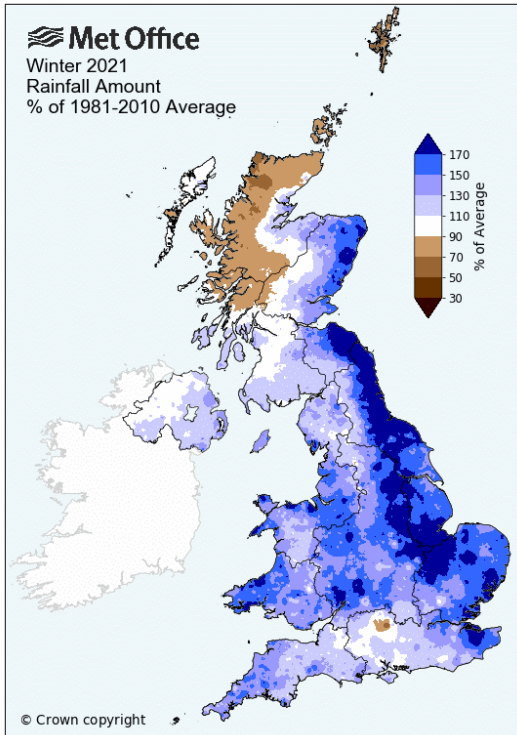 Met Office
Winter 2021
Rainfall Amount
% of 1981-2010 Average
170
150
130
110
90
70
50
30
% of Average
© Crown copyright